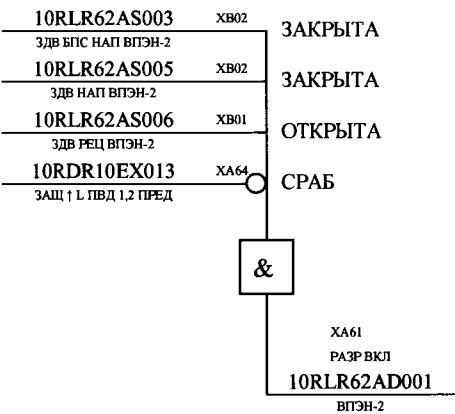 10RLR62AS003 XB02 ЗАКРЫТА
ЗДВ БПС НАП ВПЭН-2
10RLR62AS005 XB02 ЗАКРЫТА
ЗДВ НАП ВПЭН-2
10RLR62AS006 XB01 ОТКРЫТА
ЗДВ РЕЦ ВПЭН-2
10RDR10EX013 XA64 СРАБ
ЗАЩ ↑ L ПВД 1,2 ПРЕД
&
XA61
РАЗР ВКЛ
10RLR62AD001
ВПЭН-2